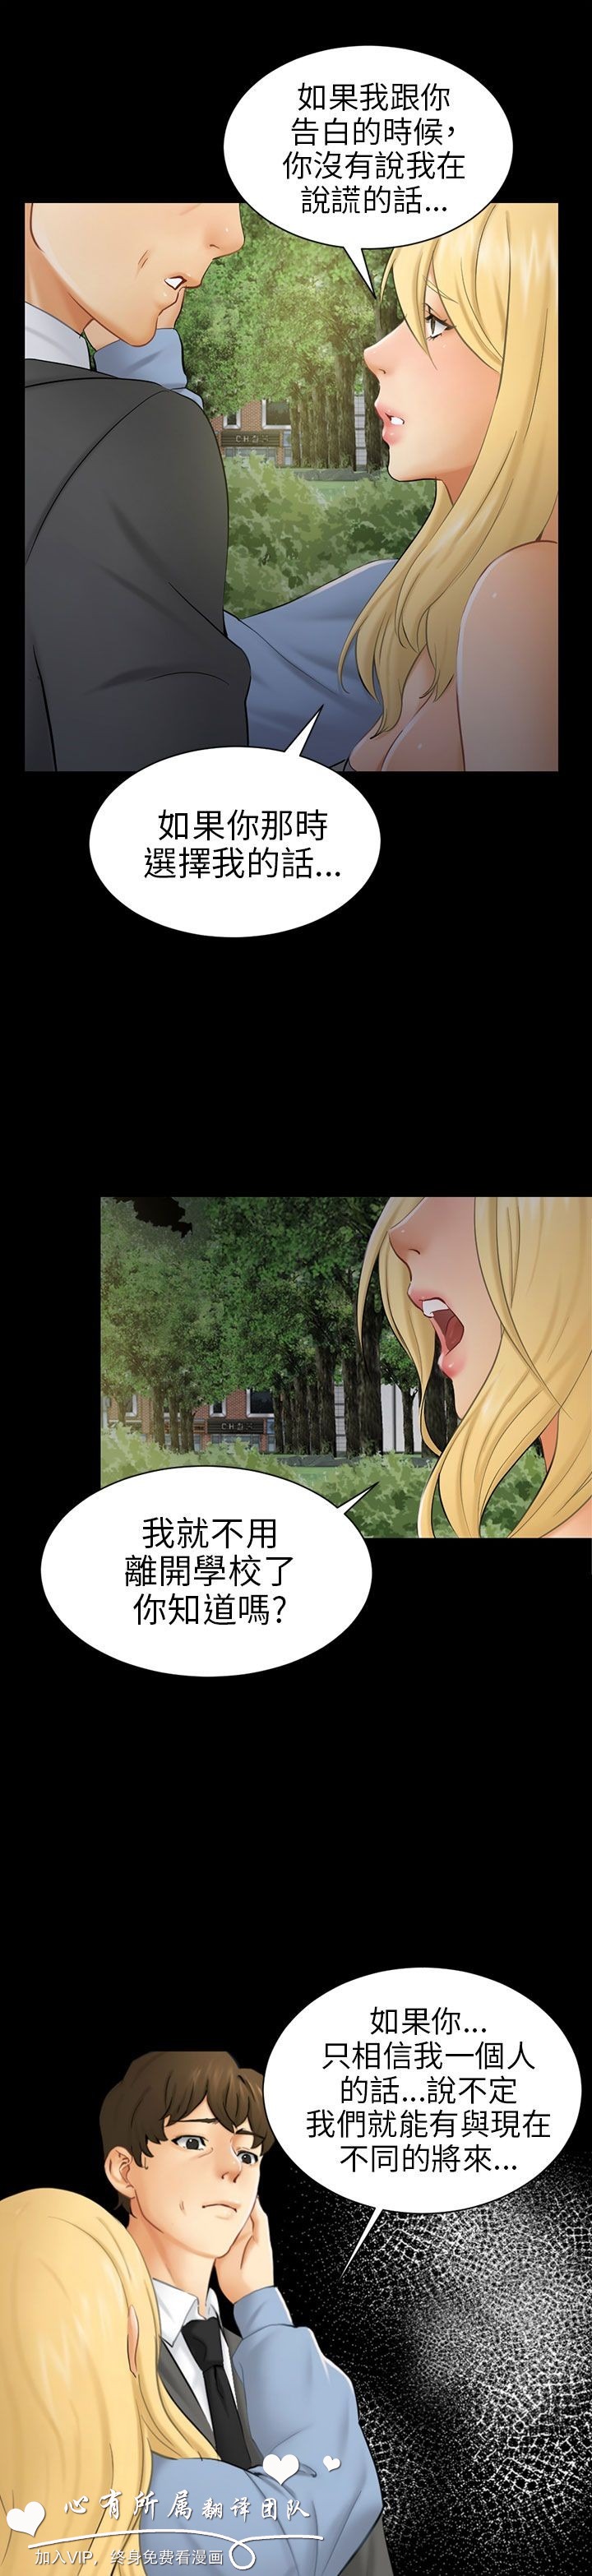 如果我跟你
告白的時候，
你沒有說我在
說謊的話...
如果你那時
選擇我的話...
我就不用
離開學校了
你知道嗎?
如果你...
只相信我一個人
的話...說不定
我們就能有與現在
不同的將來...
心有所属翻译团队
加入VIP，终身免费看漫画